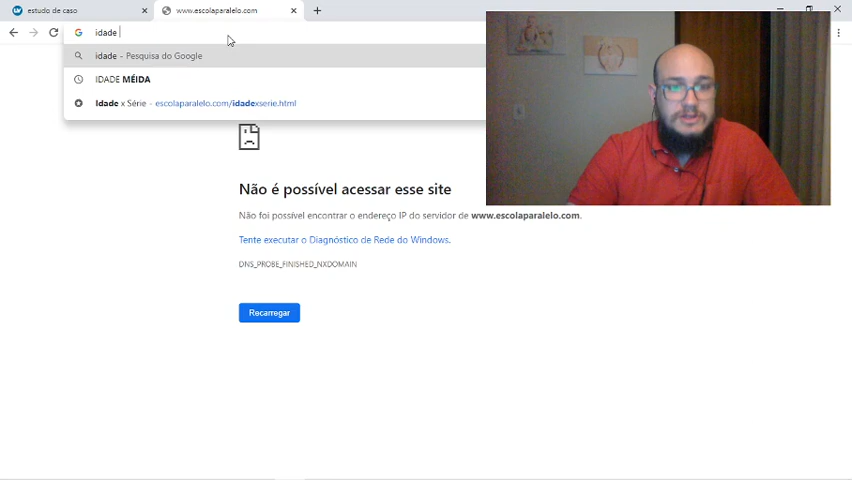 estudo de caso
www.escolaparalelo.com
idade
idade - Pesquisa do Google
IDADE MÉIDA
Idade x Série - escolaparalelo.com/idadexserie.html
Não é possível acessar esse site
Não foi possível encontrar o endereço IP do servidor de www.escolaparalelo.com.
Tente executar o Diagnóstico de Rede do Windows.
DNS_PROBE_FINISHED_NXDOMAIN
Recarregar